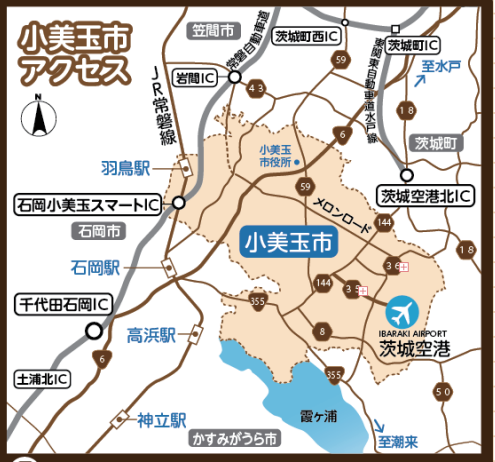 小美玉市
アクセス
N
笠間市
常磐自動車道
茨城町西IC
茨城町IC
59
東関東自動車道水戸線
至水戸
岩間IC
43
JR常磐線
6
18
茨城町
小美玉
市役所
羽鳥駅
59
茨城空港北IC
石岡小美玉スマートIC
メロンロード
144
石岡市
小美玉市
18
石岡駅
36
144
35
355
千代田石岡IC
IBARAKI AIRPORT
茨城空港
高浜駅
8
6
355
土浦北IC
50
霞ヶ浦
神立駅
至潮来
かすみがうら市